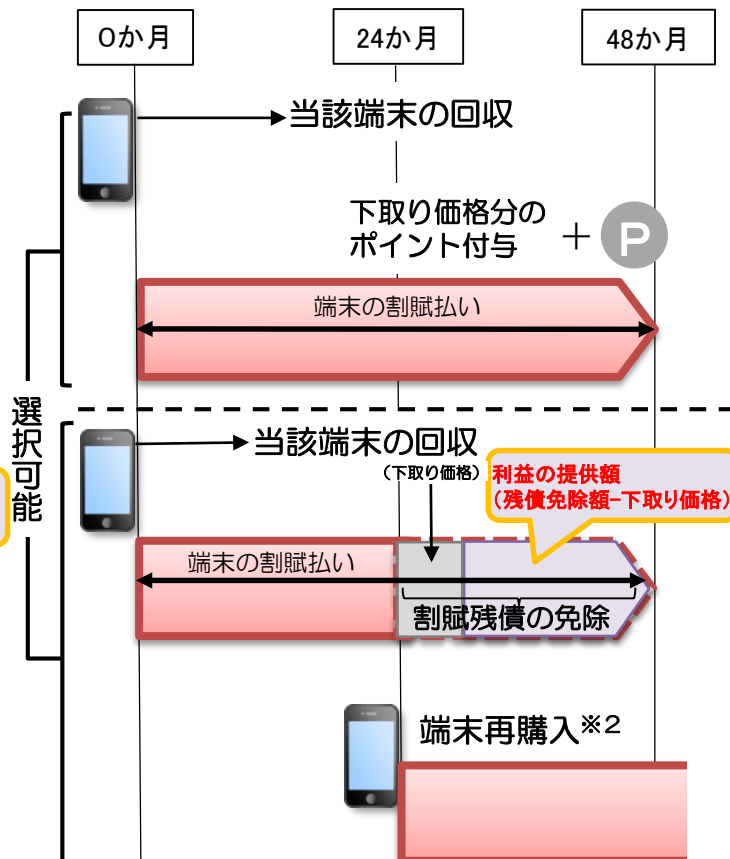 0か月
24か月
48か月
当該端末の回収
下取り価格分の
ポイント付与
+
P
端末の割賦払い
選択可能
当該端末の回収
(下取り価格)
利益の提供額
(残債免除額-下取り価格)
端末の割賦払い
割賦残債の免除
端末再購入※2